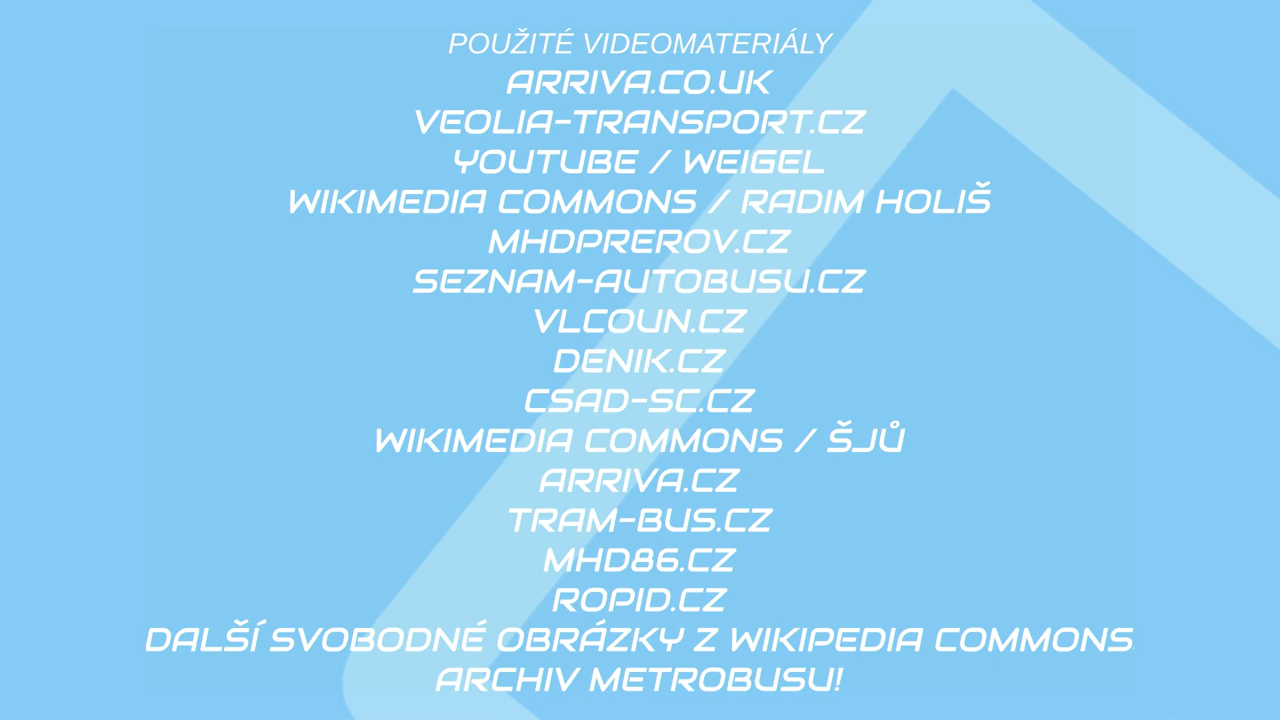 POUŽITÉ VIDEOMATERIÁLY
ARRIVA.CO.UK
VEOLIA-TRANSPORT.CZ
YOUTUBE / WEIGEL
WIKIMEDIA COMMONS / RADIM HOLIŠ
MHDPREROV.CZ
SEZNAM-AUTOBUSU.CZ
VLCOUN.CZ
DENIK.CZ
CSAD-SC.CZ
WIKIMEDIA COMMONS / ŠJŮ
ARRIVA.CZ
TRAM-BUS.CZ
MHD86.CZ
ROPID.CZ
DALŠÍ SVOBODNÉ OBRÁZKY Z WIKIPEDIA COMMONS
ARCHIV METROBUSU!